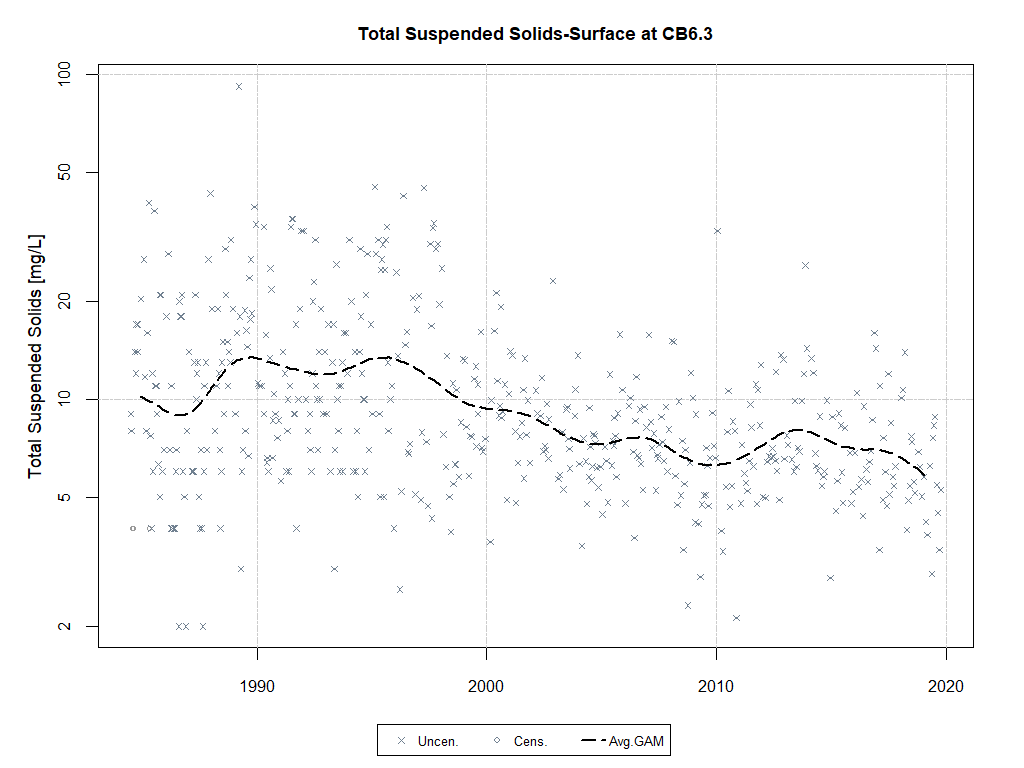 Total Suspended Solids-Surface at CB6.3
Total Suspended Solids [mg/L]
100
50
20
10
5
2
1990
2000
2010
2020
Uncen.
Cens.
Avg.GAM